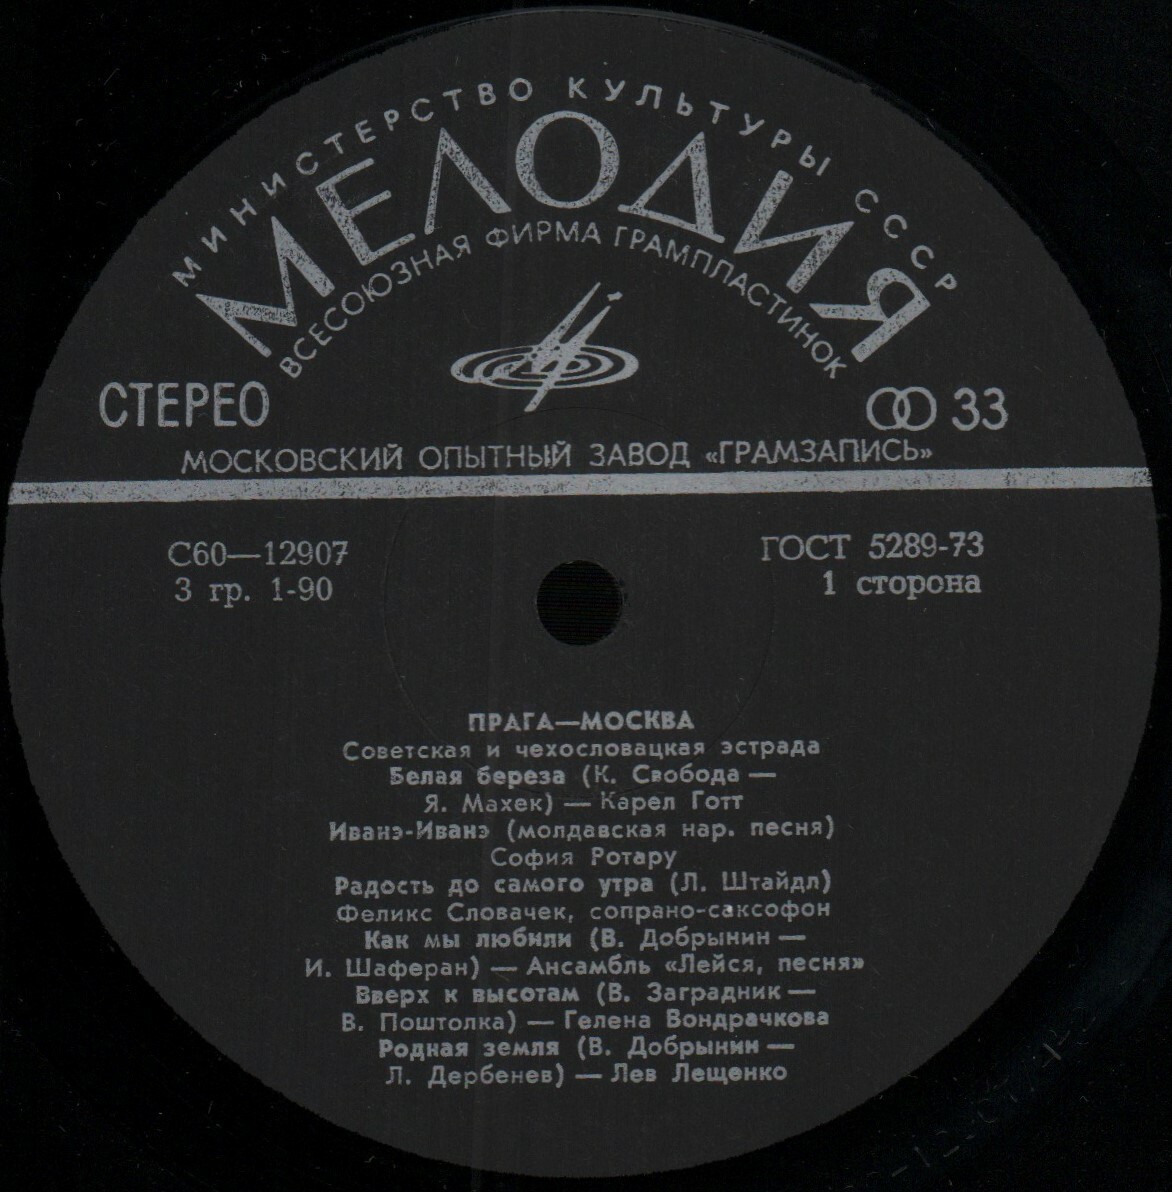 МИНИСТЕРСТВО КУЛЬТУРЫ СССР
МЕЛОДИЯ
ВСЕСОЮЗНАЯ ФИРМА ГРАМПЛАСТИНОК
СТЕРЕО
33
МОСКОВСКИЙ ОПЫТНЫЙ ЗАВОД «ГРАМЗАПИСЬ»
С60—12907
ГОСТ 5289-73
3 гр. 1-90
1 сторона
ПРАГА—МОСКВА
Советская и чехословацкая эстрада
Белая береза (К. Свобода —
Я. Махек) — Карел Готт
Иванэ-Иванэ (молдавская нар. песня)
София Ротару
Радость до самого утра (Л. Штайдл)
Феликс Словачек, сопрано-саксофон
Как мы любили (В. Добрынин —
И. Шаферан) — Ансамбль «Лейся, песня»
Вверх к высотам (В. Заградник —
В. Поштолка) — Гелена Вондрачкова
Родная земля (В. Добрынин —
Л. Дербенев) — Лев Лещенко